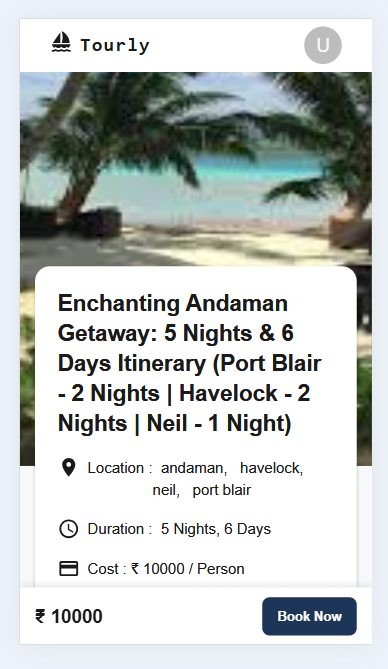 Tourly
U
Enchanting Andaman
Getaway: 5 Nights & 6
Days Itinerary (Port Blair
- 2 Nights | Havelock - 2
Nights | Neil - 1 Night)
Location : andaman, havelock,
neil, port blair
Duration : 5 Nights, 6 Days
Cost : ₹ 10000 / Person
₹ 10000
Book Now